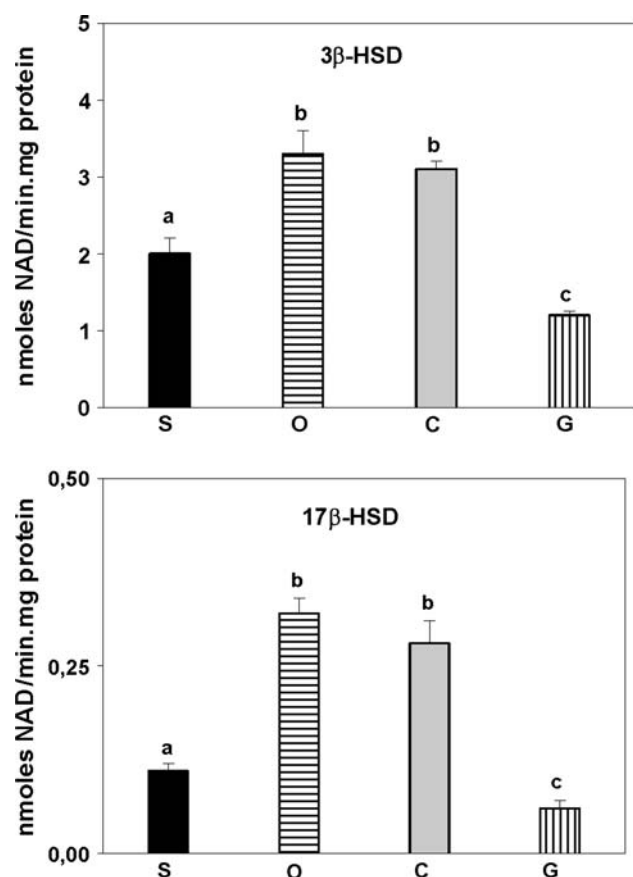 nmoles NAD/min.mg protein
5
4
3
2
1
0
3β-HSD
a
b
b
c
S O C G
nmoles NAD/min.mg protein
0,50
0,25
0,00
17β-HSD
a
b
b
c
S O C G